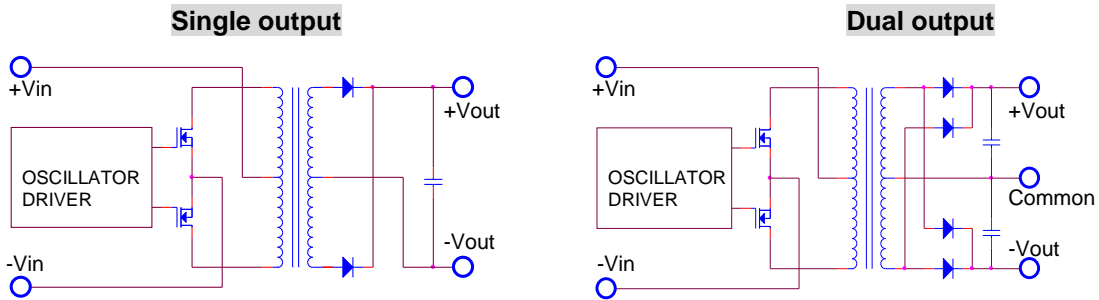 Single output
+Vin
+Vout
OSCILLATOR
DRIVER
-Vout
-Vin
Dual output
+Vin
+Vout
OSCILLATOR
DRIVER
Common
-Vout
-Vin